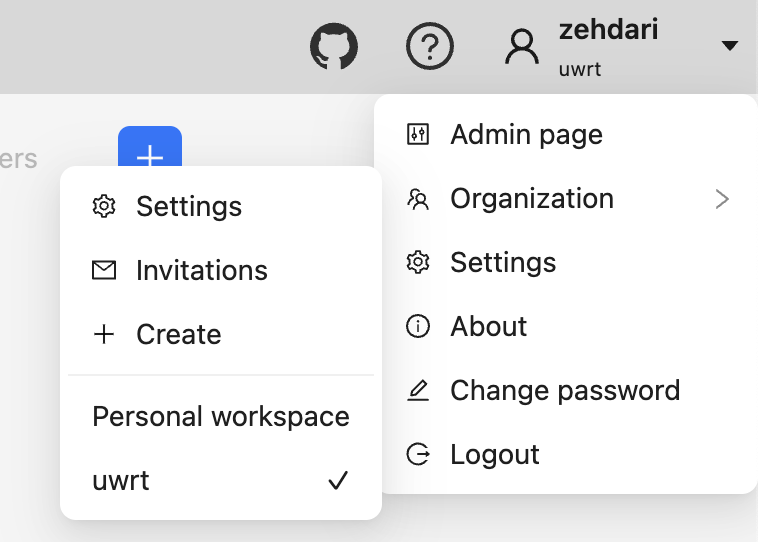 zehdari
uwrt
ers
Admin page
Organization
Settings
About
Change password
Logout
Settings
Invitations
Create
Personal workspace
uwrt